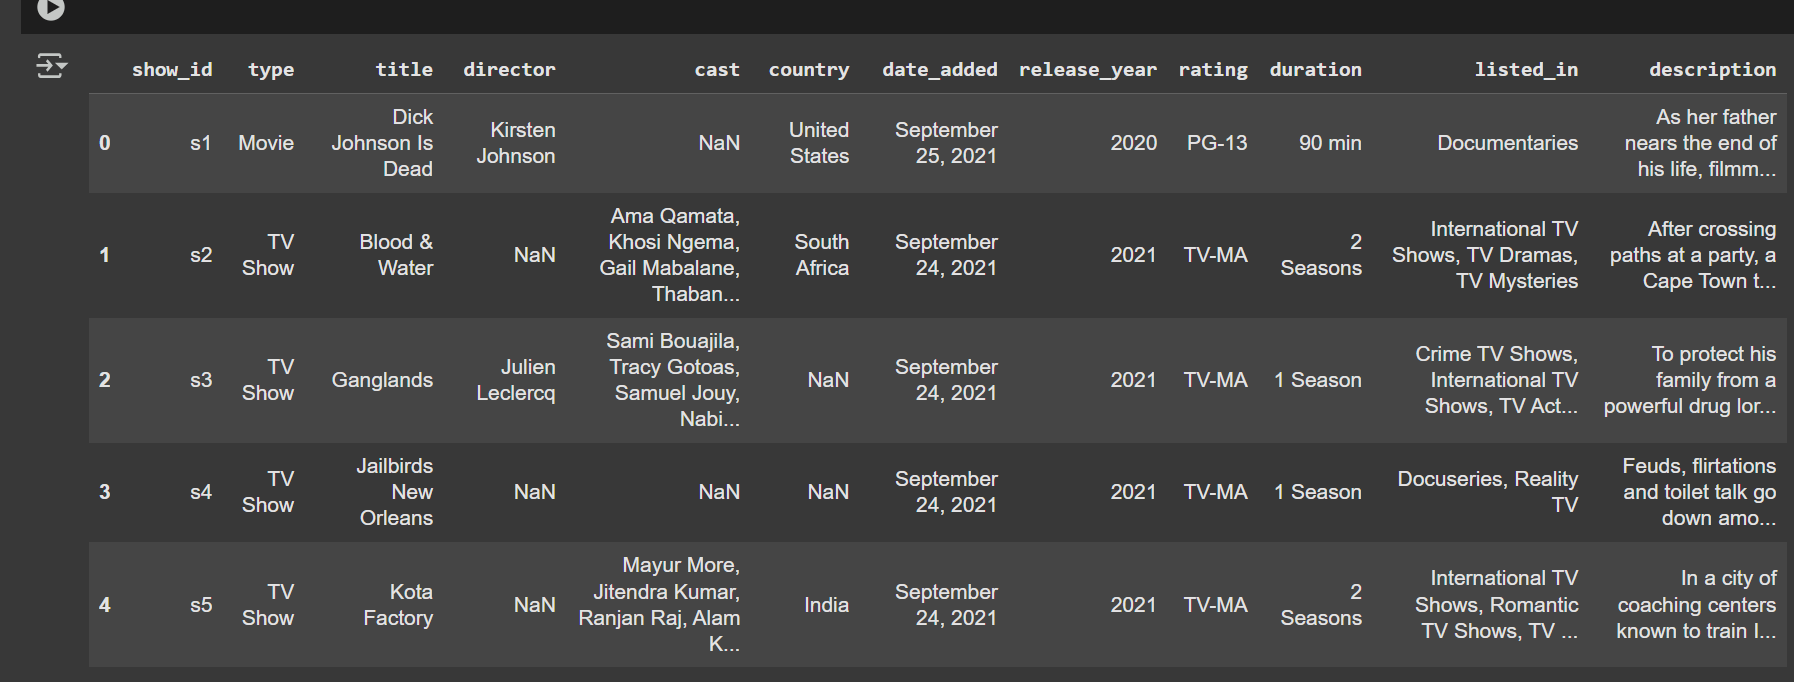 show_id type title director cast country date_added release_year rating duration listed_in description
0 s1 Movie Dick Johnson Is Dead Kirsten Johnson NaN United States September 25, 2021 2020 PG-13 90 min Documentaries As her father nears the end of his life, filmm...
1 s2 TV Show Blood & Water NaN Ama Qamata, Khosi Ngema, Gail Mabalane, Thaban... South Africa September 24, 2021 2021 TV-MA 2 Seasons International TV Shows, TV Dramas, TV Mysteries After crossing paths at a party, a Cape Town t...
2 s3 TV Show Ganglands Julien Leclercq Sami Bouajila, Tracy Gotoas, Samuel Jouy, Nabi... NaN September 24, 2021 2021 TV-MA 1 Season Crime TV Shows, International TV Shows, TV Act... To protect his family from a powerful drug lor...
3 s4 TV Show Jailbirds New Orleans NaN NaN NaN September 24, 2021 2021 TV-MA 1 Season Docuseries, Reality TV Feuds, flirtations and toilet talk go down amo...
4 s5 TV Show Kota Factory NaN Mayur More, Jitendra Kumar, Ranjan Raj, Alam K... India September 24, 2021 2021 TV-MA 2 Seasons International TV Shows, Romantic TV Shows, TV ... In a city of coaching centers known to train I...